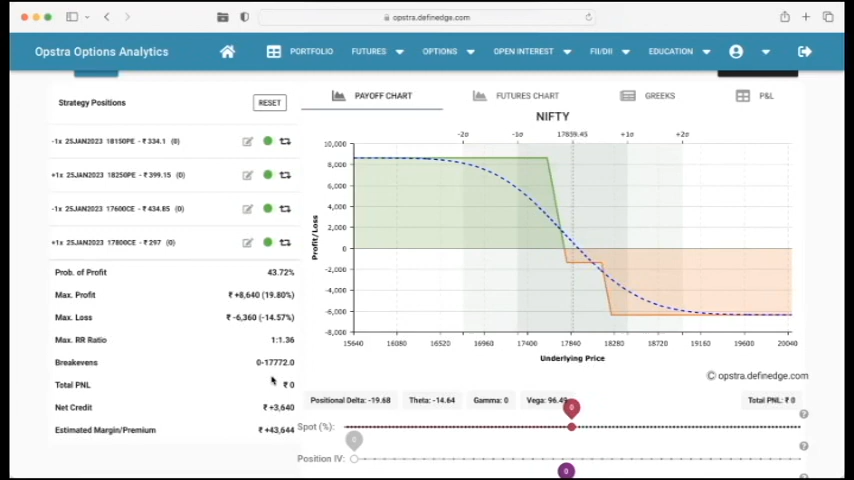 opstra.definedge.com
Opstra Options Analytics
PORTFOLIO
FUTURES
OPTIONS
OPEN INTEREST
FII/DII
EDUCATION
Strategy Positions
RESET
-1x 25JAN2023 18150PE - ₹ 334.1 (0)
+1x 25JAN2023 18250PE - ₹ 399.15 (0)
-1x 25JAN2023 17600CE - ₹ 434.85 (0)
+1x 25JAN2023 17800CE - ₹ 297 (0)
Prob. of Profit 43.72%
Max. Profit ₹ +8,640 (19.80%)
Max. Loss ₹ -6,360 (-14.57%)
Max. RR Ratio 1:1.36
Breakevens 0-17772.0
Total PNL ₹ 0
Net Credit ₹ +3,640
Estimated Margin/Premium ₹ +43,644
PAYOFF CHART
FUTURES CHART
GREEKS
P&L
NIFTY
-2σ -1σ 17859.45 +1σ +2σ
10,000
8,000
6,000
4,000
2,000
0
-2,000
-4,000
-6,000
-8,000
Profit/Loss
15640 16080 16520 16960 17400 17840 18280 18720 19160 19600 20040
Underlying Price
© opstra.definedge.com
Positional Delta: -19.68
Theta: -14.64
Gamma: 0
Vega: 96.49
Total PNL: ₹ 0
0
Spot (%):
0
Position IV:
0